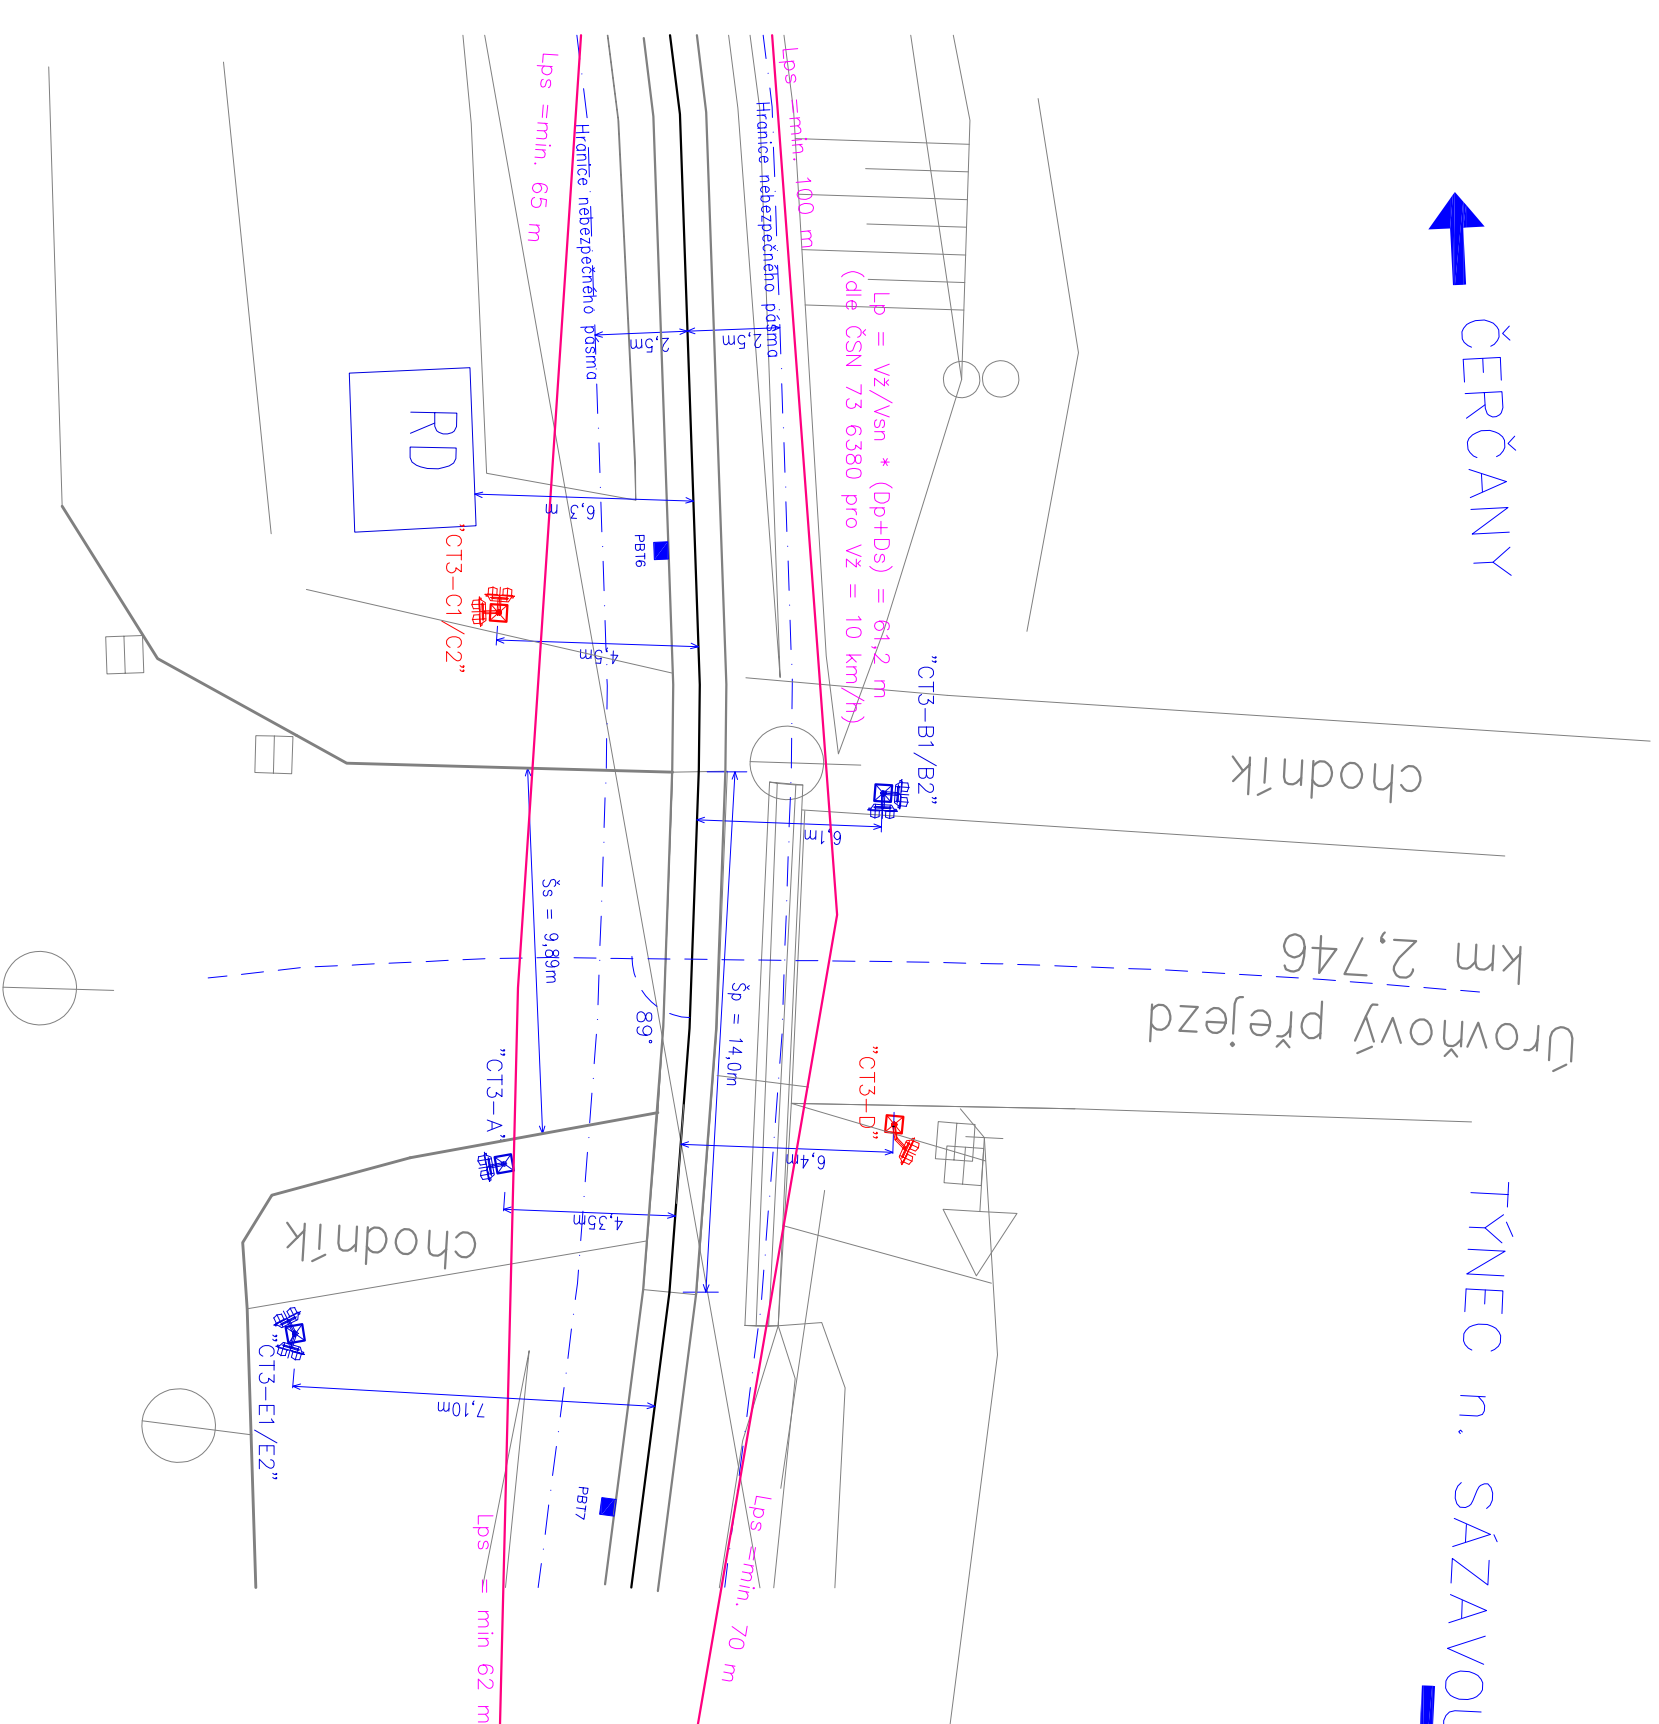 Lps =min. 65 m
Hranice nebezpečného pásma
Hranice nebezpečného pásma
Lps =min. 100 m
Lp = Vž/Vsn * (Dp+Ds) = 61,2 m
(dle ČSN 73 6380 pro Vž = 10 km/h)
ČERČANY
2,5m
2,5m
RD
6,3 m
PBT6
"CT3-C1/C2"
4,5m
"CT3-B1/B2"
6,1m
chodník
Šs = 9,89m
Šp = 14,0m
89°
km 2,746
Úrovňový přejezd
"CT3-A"
"CT3-D"
6,4m
4,35m
chodník
"CT3-E1/E2"
7,10m
PBT7
Lps = min 62 m
Lps =min. 70 m
TÝNEC n. SÁZAVOU